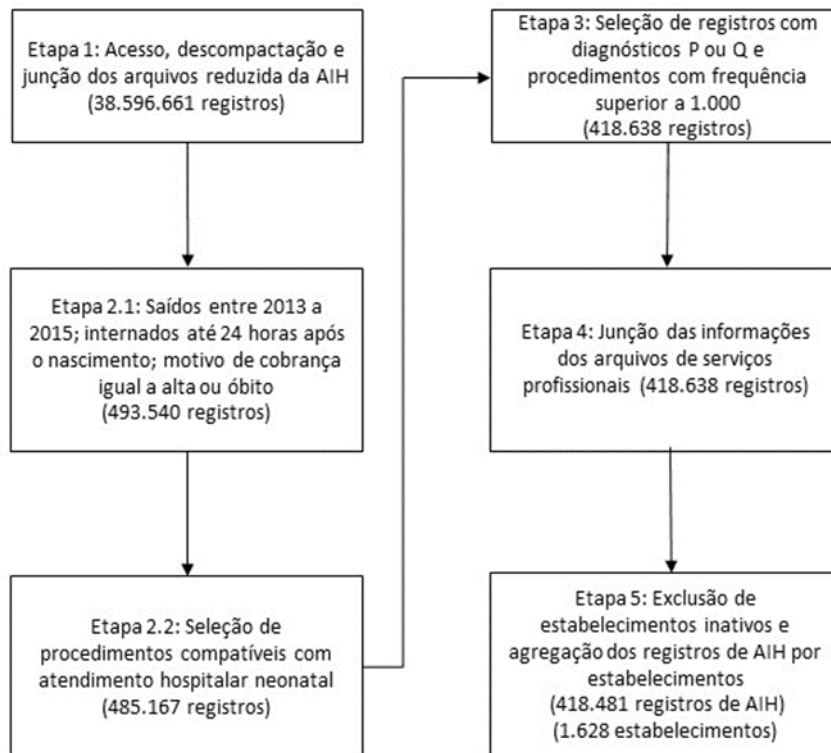 Etapa 1: Acesso, descompactação e
junção dos arquivos reduzida da AIH
(38.596.661 registros)
Etapa 2.1: Saídos entre 2013 a
2015; internados até 24 horas após
o nascimento; motivo de cobrança
igual a alta ou óbito
(493.540 registros)
Etapa 2.2: Seleção de
procedimentos compatíveis com
atendimento hospitalar neonatal
(485.167 registros)
Etapa 3: Seleção de registros com
diagnósticos P ou Q e
procedimentos com frequência
superior a 1.000
(418.638 registros)
Etapa 4: Junção das informações
dos arquivos de serviços
profissionais (418.638 registros)
Etapa 5: Exclusão de
estabelecimentos inativos e
agregação dos registros de AIH por
estabelecimentos
(418.481 registros de AIH)
(1.628 estabelecimentos)